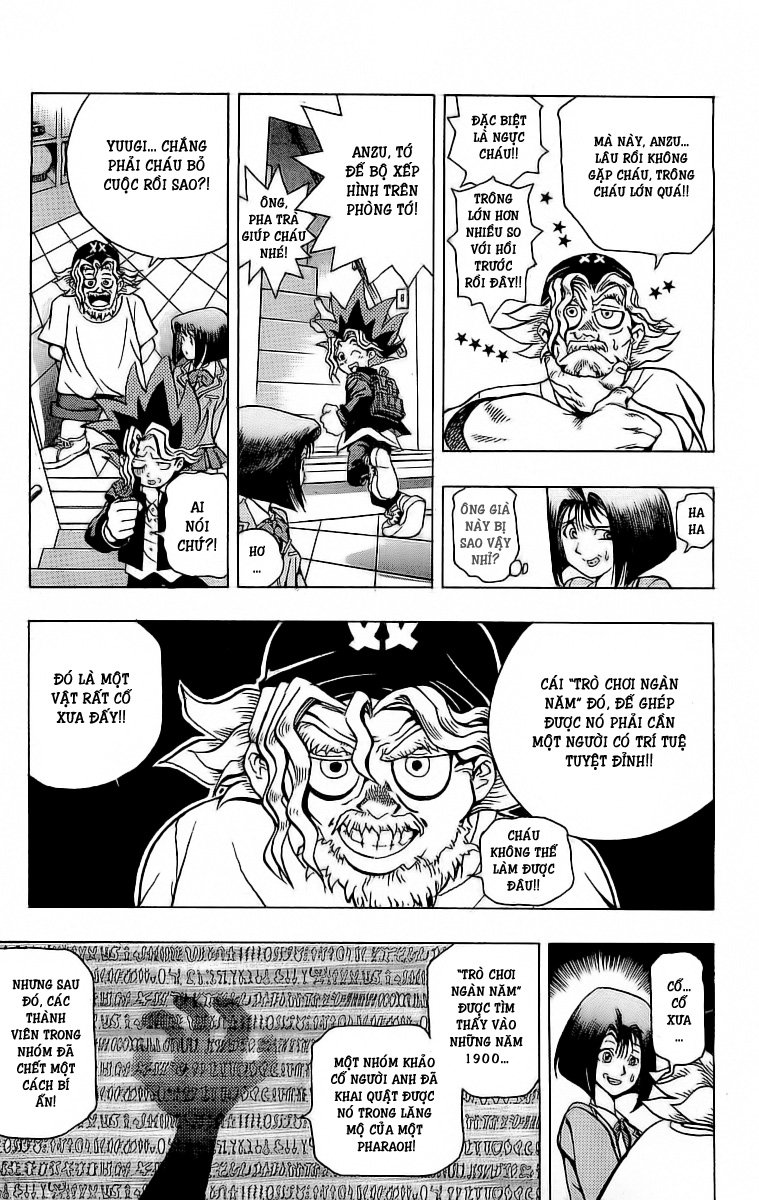 MÀ NÀY, ANZU...
LÂU RỒI KHÔNG
GẶP CHÁU, TRÔNG
CHÁU LỚN QUÁ!!
ĐẶC BIỆT
LÀ NGỰC
CHÁU!!
TRÔNG
LỚN HƠN
NHIỀU SO
VỚI HỒI
TRƯỚC
RỒI ĐẤY!!
HA
HA
ÔNG GIÀ
NÀY BỊ
SAO VẬY
NHỈ?
ANZU, TỚ
ĐỂ BỘ XẾP
HÌNH TRÊN
PHÒNG TỚ!
ÔNG,
PHA TRÀ
GIÚP CHÁU
NHÉ!
HƠ
...
YUUGI... CHẲNG
PHẢI CHÁU BỎ
CUỘC RỒI SAO?!
AI
NÓI
CHỨ?!
CÁI "TRÒ CHƠI NGÀN
NĂM" ĐÓ, ĐỂ GHÉP
ĐƯỢC NÓ PHẢI CẦN
MỘT NGƯỜI CÓ TRÍ TUỆ
TUYỆT ĐỈNH!!
CHÁU
KHÔNG THỂ
LÀM ĐƯỢC
ĐÂU!!
ĐÓ LÀ MỘT
VẬT RẤT CỔ
XƯA ĐẤY!!
CỔ...
CỔ
XƯA
...
"TRÒ CHƠI
NGÀN NĂM"
ĐƯỢC TÌM
THẤY VÀO
NHỮNG NĂM
1900...
MỘT NHÓM KHẢO
CỔ NGƯỜI ANH ĐÃ
KHAI QUẬT ĐƯỢC
NÓ TRONG LĂNG
MỘ CỦA MỘT
PHARAOH!
NHƯNG SAU
ĐÓ, CÁC
THÀNH
VIÊN TRONG
NHÓM ĐÃ
CHẾT MỘT
CÁCH BÍ
ẨN!